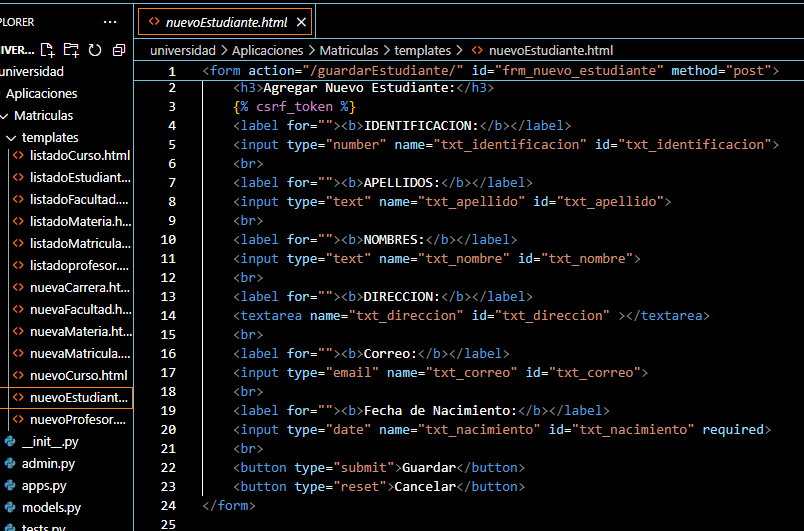 PLORER
···
nuevoEstudiante.html
IVER...
universidad > Aplicaciones > Matriculas > templates > nuevoEstudiante.html
universidad
Aplicaciones
Matriculas
templates
listadoCurso.html
listadoEstudiant...
listadoFacultad....
listadoMateria.h...
listadoMatricula...
listadoprofesor....
nuevaCarrera.ht...
nuevaFacultad.h...
nuevaMateria.ht...
nuevaMatricula....
nuevoCurso.html
nuevoEstudiant...
nuevoProfesor....
__init__.py
admin.py
apps.py
models.py
tests.py
1 <form action="/guardarEstudiante/" id="frm_nuevo_estudiante" method="post">
2 <h3>Agregar Nuevo Estudiante:</h3>
3 {% csrf_token %}
4 <label for=""><b>IDENTIFICACION:</b></label>
5 <input type="number" name="txt_identificacion" id="txt_identificacion">
6 <br>
7 <label for=""><b>APELLIDOS:</b></label>
8 <input type="text" name="txt_apellido" id="txt_apellido">
9 <br>
10 <label for=""><b>NOMBRES:</b></label>
11 <input type="text" name="txt_nombre" id="txt_nombre">
12 <br>
13 <label for=""><b>DIRECCION:</b></label>
14 <textarea name="txt_direccion" id="txt_direccion" ></textarea>
15 <br>
16 <label for=""><b>Correo:</b></label>
17 <input type="email" name="txt_correo" id="txt_correo">
18 <br>
19 <label for=""><b>Fecha de Nacimiento:</b></label>
20 <input type="date" name="txt_nacimiento" id="txt_nacimiento" required>
21 <br>
22 <button type="submit">Guardar</button>
23 <button type="reset">Cancelar</button>
24 </form>
25